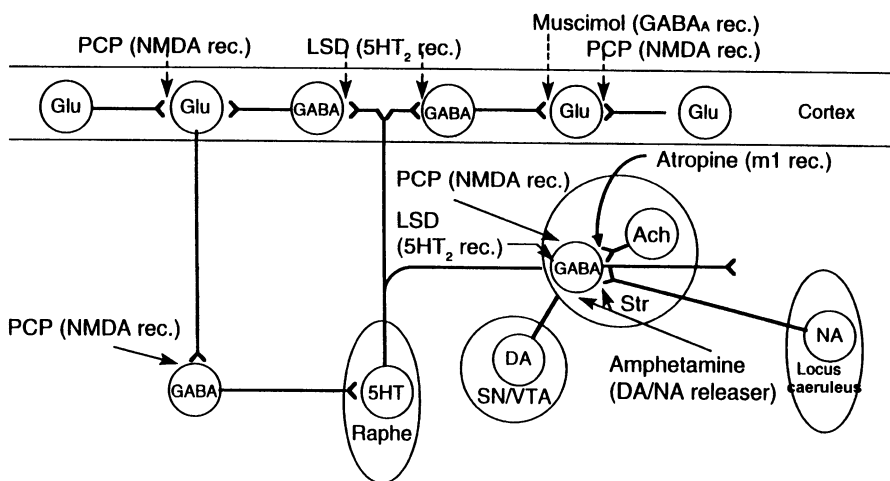 Muscimol (GABAA rec.)
PCP (NMDA rec.)
LSD (5HT2 rec.)
PCP (NMDA rec.)
Glu
Glu
GABA
GABA
Glu
Glu
Cortex
Atropine (m1 rec.)
PCP (NMDA rec.)
LSD
(5HT2 rec.)
Ach
GABA
Str
PCP (NMDA rec.)
NA
DA
Locus
caeruleus
Amphetamine
(DA/NA releaser)
GABA
5HT
SN/VTA
Raphe